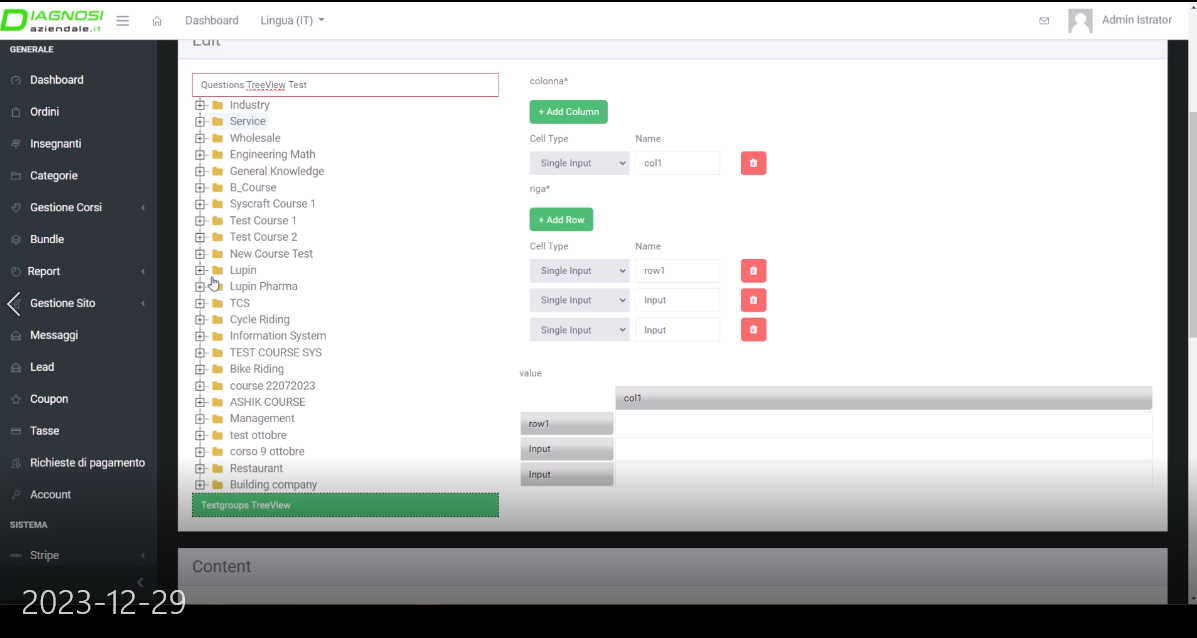 DIAGNOSI
aziendale.it
Dashboard
Lingua (IT)
Admin Istrator
GENERALE
Dashboard
Ordini
Insegnanti
Categorie
Gestione Corsi
Bundle
Report
Gestione Sito
Messaggi
Lead
Coupon
Tasse
Richieste di pagamento
Account
SISTEMA
Stripe
2023-12-29
Edit
Questions TreeView Test
Industry
Service
Wholesale
Engineering Math
General Knowledge
B_Course
Syscraft Course 1
Test Course 1
Test Course 2
New Course Test
Lupin
Lupin Pharma
TCS
Cycle Riding
Information System
TEST COURSE SYS
Bike Riding
course 22072023
ASHIK COURSE
Management
test ottobre
corso 9 ottobre
Restaurant
Building company
Textgroups TreeView
colonna*
+ Add Column
Cell Type Name
Single Input col1
riga*
+ Add Row
Cell Type Name
Single Input row1
Single Input Input
Single Input Input
value
col1
row1
Input
Input
Content